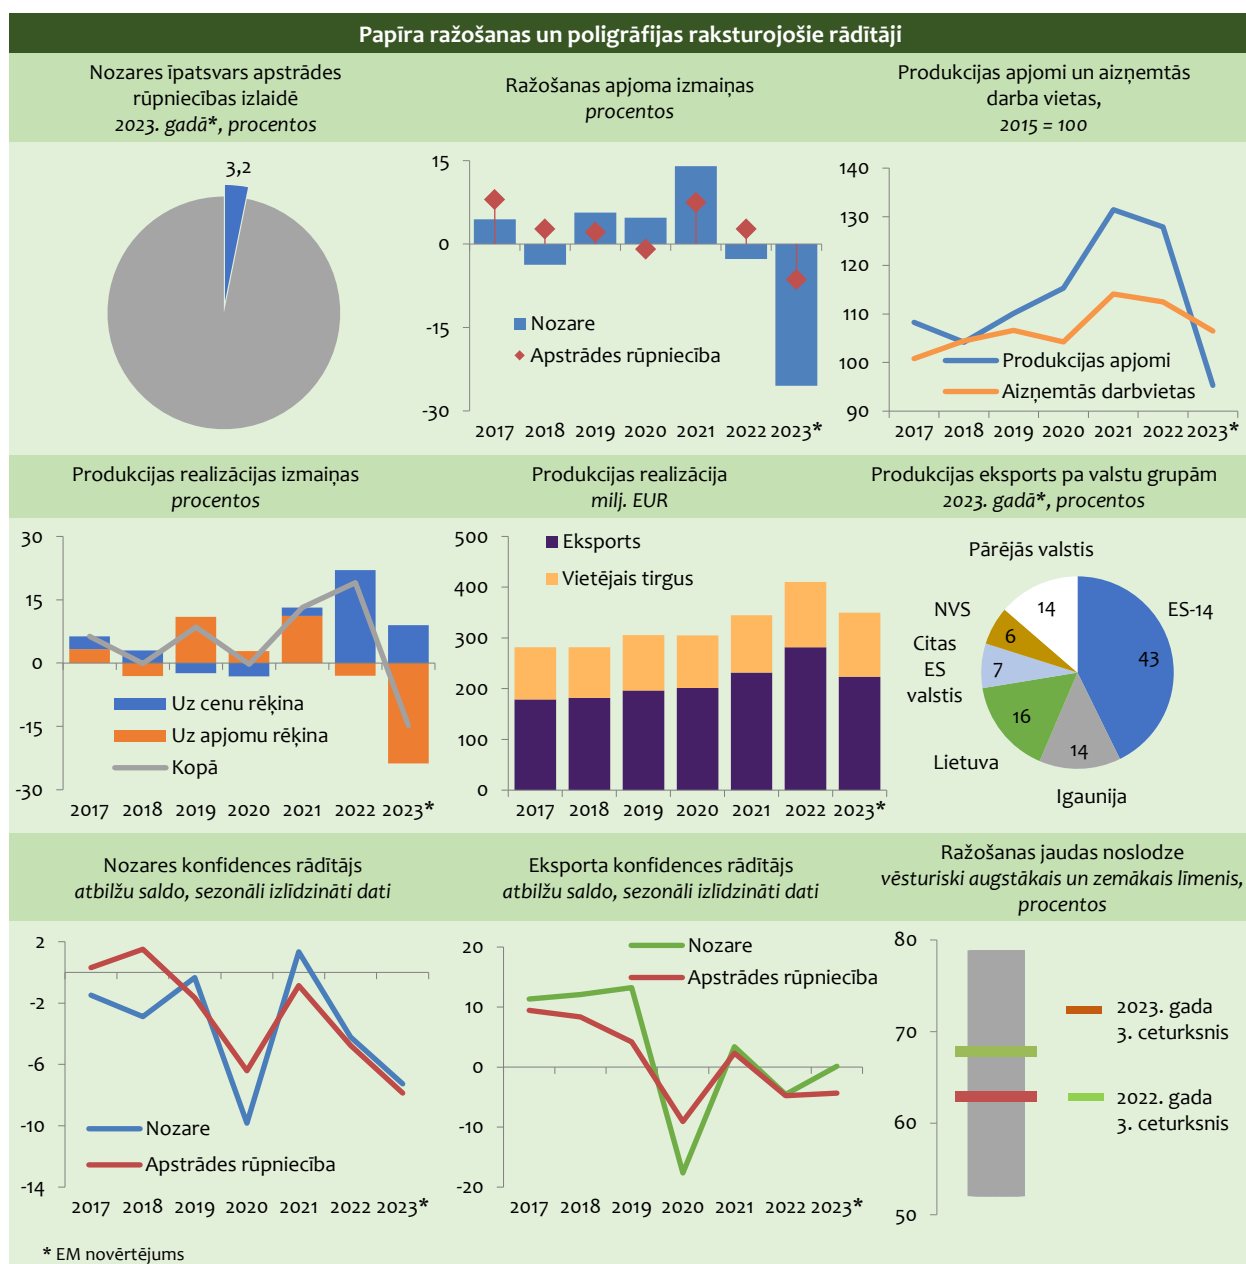 Papīra ražošanas un poligrāfijas raksturojošie rādītāji
Nozares īpatsvars apstrādes
rūpniecības izlaidē
2023. gadā*, procentos
3,2
Ražošanas apjoma izmaiņas
procentos
15
0
-15
-30
Nozare
Apstrādes rūpniecība
2017 2018 2019 2020 2021 2022 2023*
Produkcijas apjomi un aizņemtās
darba vietas,
2015 = 100
140
130
120
110
100
90
Produkcijas apjomi
Aizņemtās darbvietas
2017 2018 2019 2020 2021 2022 2023*
Produkcijas realizācijas izmaiņas
procentos
30
15
0
-15
-30
Uz cenu rēķina
Uz apjomu rēķina
Kopā
2017 2018 2019 2020 2021 2022 2023*
Produkcijas realizācija
milj. EUR
500
400
300
200
100
0
Eksports
Vietējais tirgus
2017 2018 2019 2020 2021 2022 2023*
Produkcijas eksports pa valstu grupām
2023. gadā*, procentos
Pārējās valstis
14
ES-14
43
NVS
6
Citas
ES
valstis
7
Lietuva
16
Igaunija
14
Nozares konfidences rādītājs
atbilžu saldo, sezonāli izlīdzināti dati
2
-2
-6
-10
-14
Nozare
Apstrādes rūpniecība
2017 2018 2019 2020 2021 2022 2023*
Eksporta konfidences rādītājs
atbilžu saldo, sezonāli izlīdzināti dati
20
10
0
-10
-20
Nozare
Apstrādes rūpniecība
2017 2018 2019 2020 2021 2022 2023*
Ražošanas jaudas noslodze
vēsturiski augstākais un zemākais līmenis,
procentos
80
70
60
50
2023. gada
3. ceturksnis
2022. gada
3. ceturksnis
* EM novērtējums